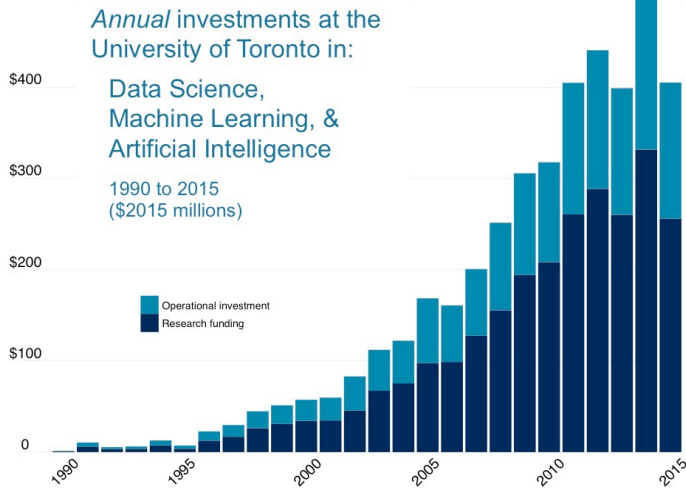 Annual investments at the
University of Toronto in:
Data Science,
Machine Learning, &
Artificial Intelligence
1990 to 2015
($2015 millions)
$400
$300
$200
$100
0
Operational investment
Research funding
1990
1995
2000
2005
2010
2015